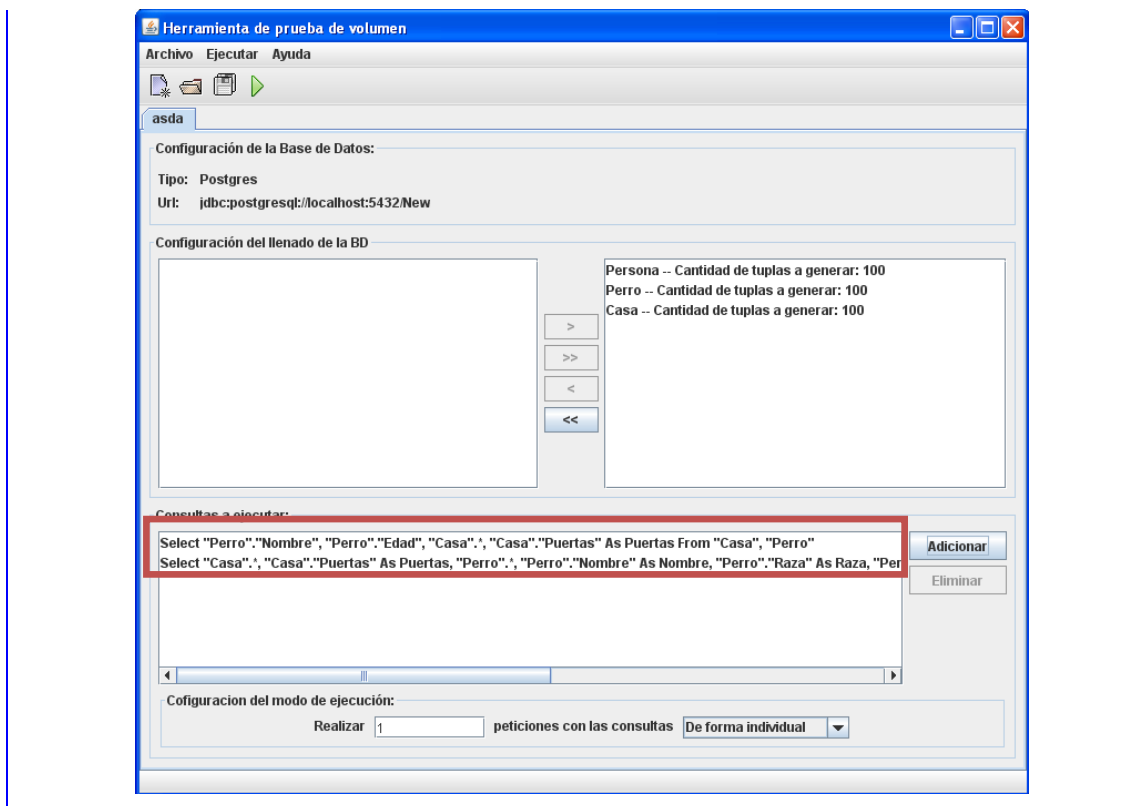 Herramienta de prueba de volumen
Archivo Ejecutar Ayuda
asda
Configuración de la Base de Datos:
Tipo: Postgres
Url: jdbc:postgresql://localhost:5432/New
Configuración del llenado de la BD
Persona -- Cantidad de tuplas a generar: 100
Perro -- Cantidad de tuplas a generar: 100
Casa -- Cantidad de tuplas a generar: 100
>
>>
<
<<
Consultas a ejecutar:
Select "Perro"."Nombre", "Perro"."Edad", "Casa".*, "Casa"."Puertas" As Puertas From "Casa", "Perro"
Select "Casa".*, "Casa"."Puertas" As Puertas, "Perro".*, "Perro"."Nombre" As Nombre, "Perro"."Raza" As Raza, "Per
Adicionar
Eliminar
Cofiguracion del modo de ejecución:
Realizar 1 peticiones con las consultas De forma individual